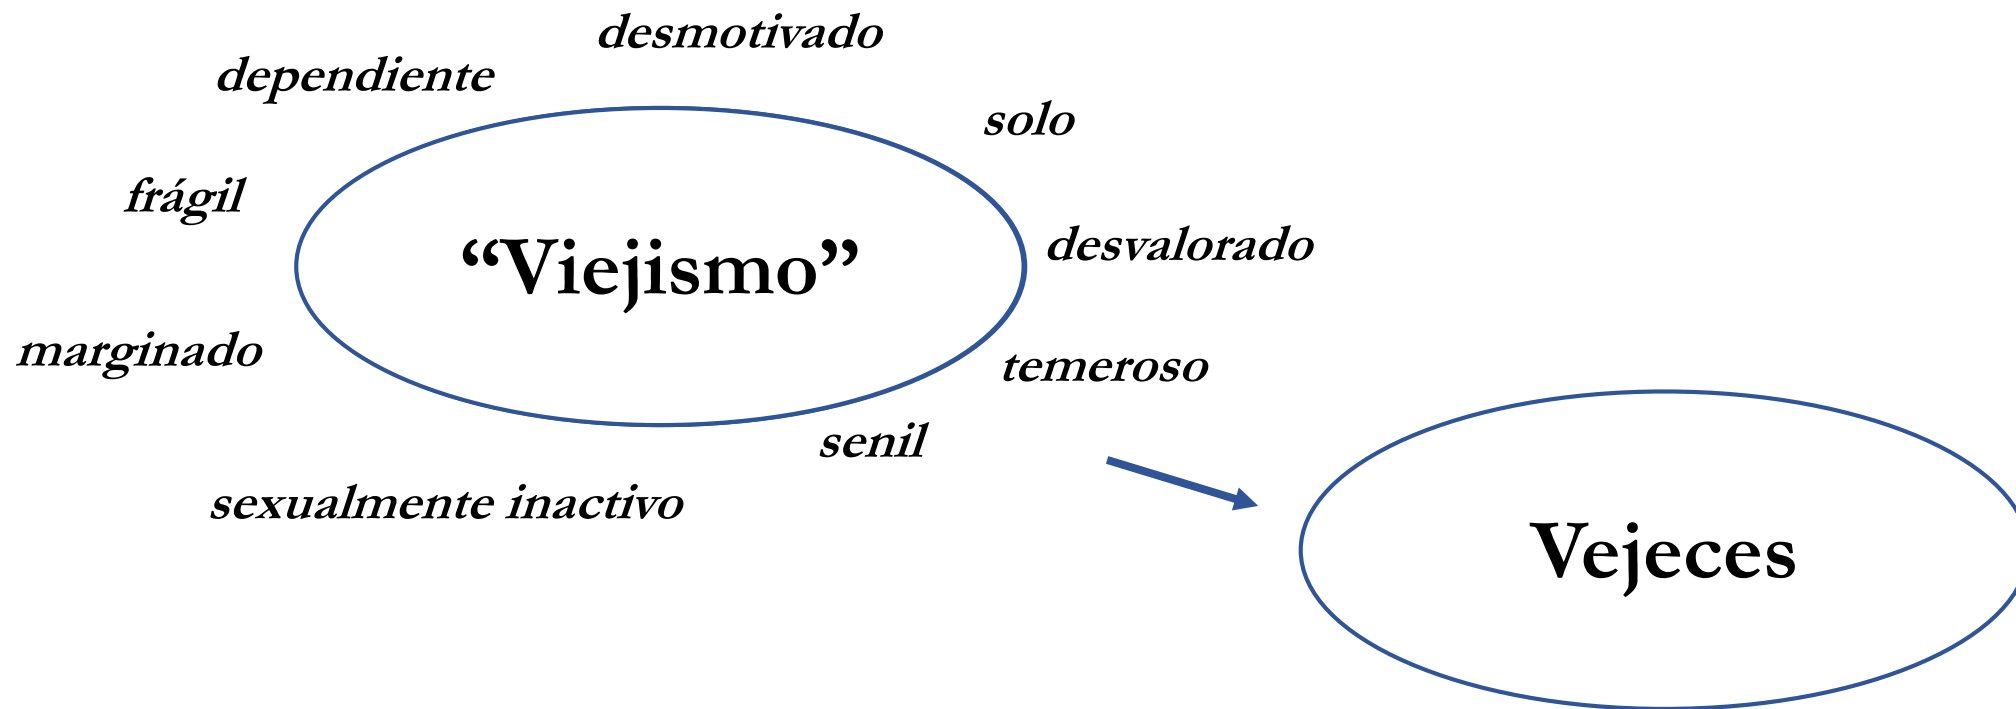 desmotivado
dependiente
solo
frágil
“Viejismo”
desvalorado
marginado
temeroso
senil
sexualmente inactivo
Vejeces